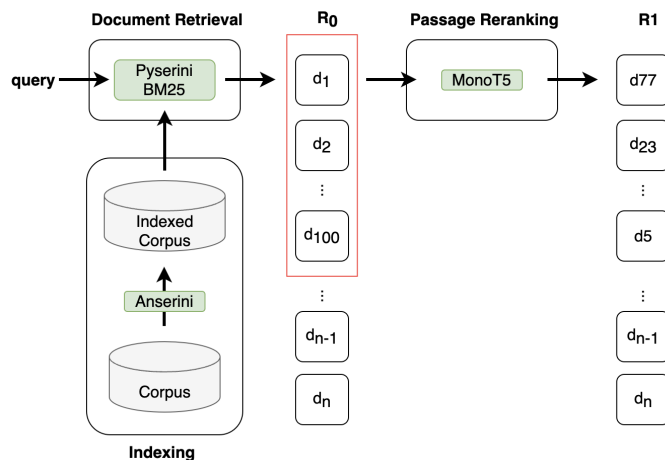 Document Retrieval
R0
Passage Reranking
R1
query
Pyserini
BM25
d1
MonoT5
d77
d2
d23
⋮
⋮
Indexed
Corpus
d100
d5
Anserini
⋮
⋮
dn-1
dn-1
Corpus
dn
dn
Indexing